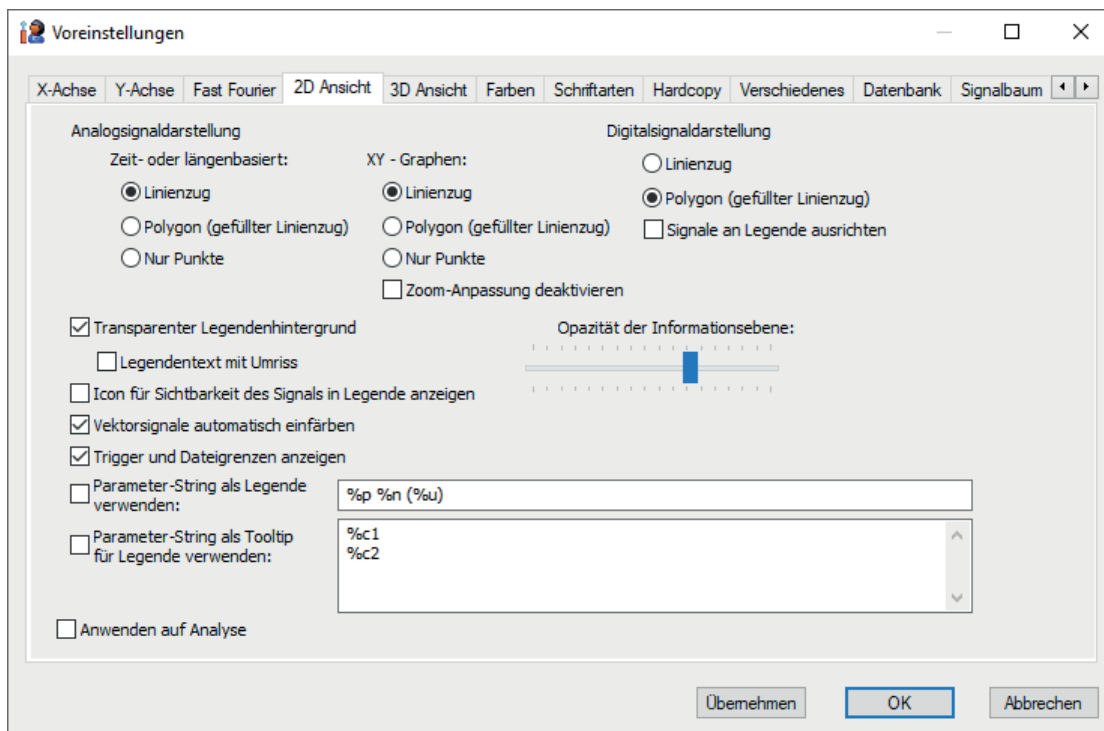 Voreinstellungen
X-Achse Y-Achse Fast Fourier 2D Ansicht 3D Ansicht Farben Schriftarten Hardcopy Verschiedenes Datenbank Signalbaum
Analogsignaldarstellung
Zeit- oder längenbasiert:
Linienzug
Polygon (gefüllter Linienzug)
Nur Punkte
XY - Graphen:
Linienzug
Polygon (gefüllter Linienzug)
Nur Punkte
Zoom-Anpassung deaktivieren
Digitalsignaldarstellung
Linienzug
Polygon (gefüllter Linienzug)
Signale an Legende ausrichten
Transparenter Legendenhintergrund
Legendentext mit Umriss
Icon für Sichtbarkeit des Signals in Legende anzeigen
Vektorsignale automatisch einfärben
Trigger und Dateigrenzen anzeigen
Opazität der Informationsebene:
Parameter-String als Legende
verwenden:
%p %n (%u)
Parameter-String als Tooltip
für Legende verwenden:
%c1
%c2
Anwenden auf Analyse
Übernehmen OK Abbrechen